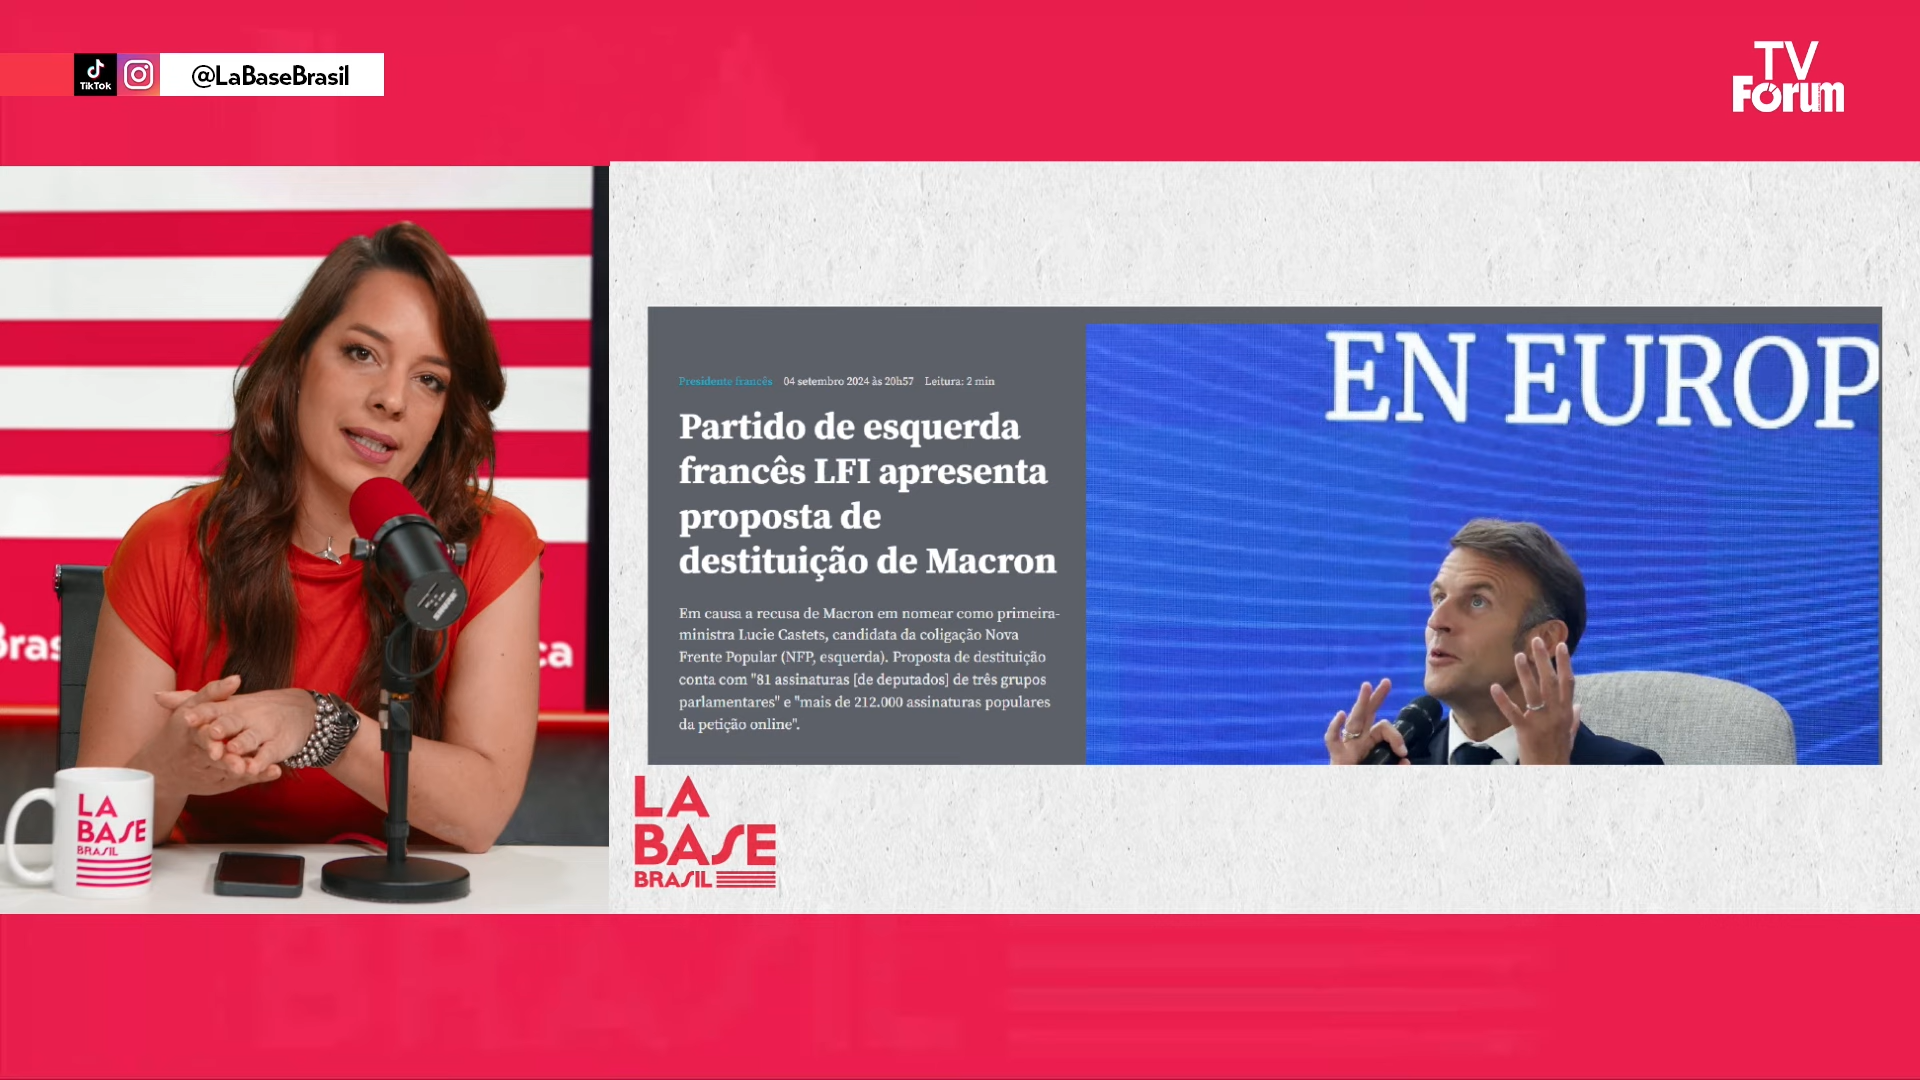 TikTok
@LaBaseBrasil
TV
Fórum
EN EUROP
Presidente francês 04 setembro 2024 às 20h57 Leitura: 2 min
Partido de esquerda
francês LFI apresenta
proposta de
destituição de Macron
Em causa a recusa de Macron em nomear como primeira-
ministra Lucie Castets, candidata da coligação Nova
Frente Popular (NFP, esquerda). Proposta de destituição
conta com "81 assinaturas [de deputados] de três grupos
parlamentares" e "mais de 212.000 assinaturas populares
da petição online".
LA
BASE
BRASIL
LA
BASE
BRASIL